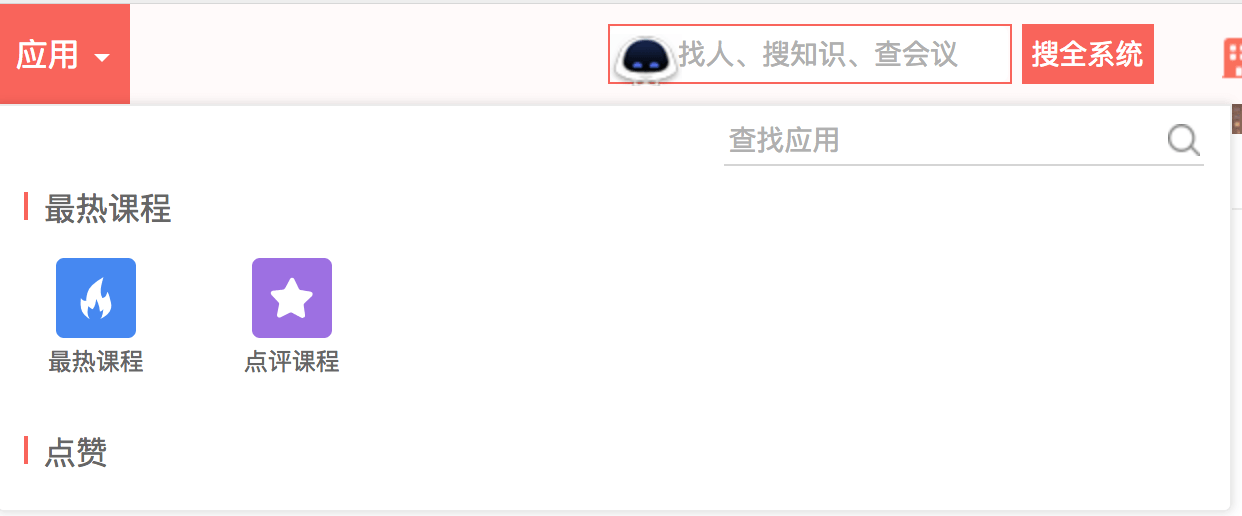 应用
找人、搜知识、查会议
搜全系统
查找应用
最热课程
最热课程
点评课程
点赞